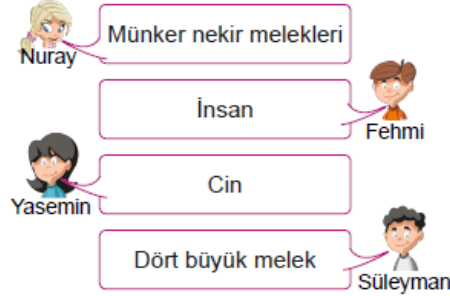 Münker nekir melekleri
Nuray
İnsan
Fehmi
Cin
Yasemin
Dört büyük melek
Süleyman